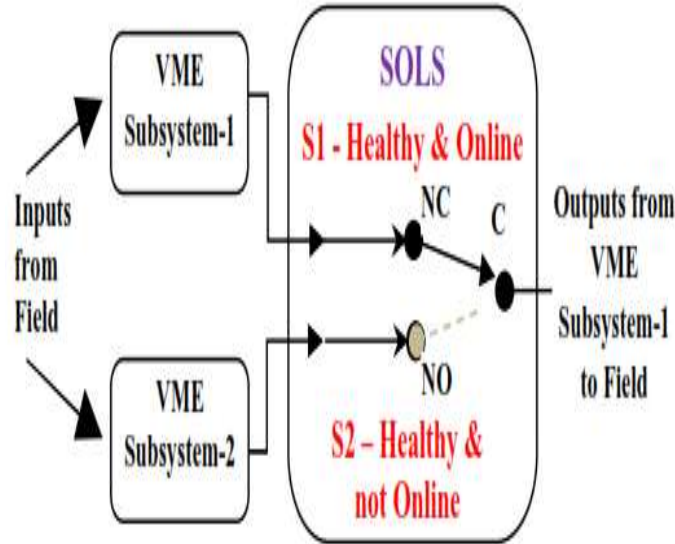 VME
Subsystem-1
SOLS
S1 - Healthy & Online
NC
C
Inputs
from
Field
Outputs from
VME
Subsystem-1
to Field
NO
VME
Subsystem-2
S2 – Healthy &
not Online